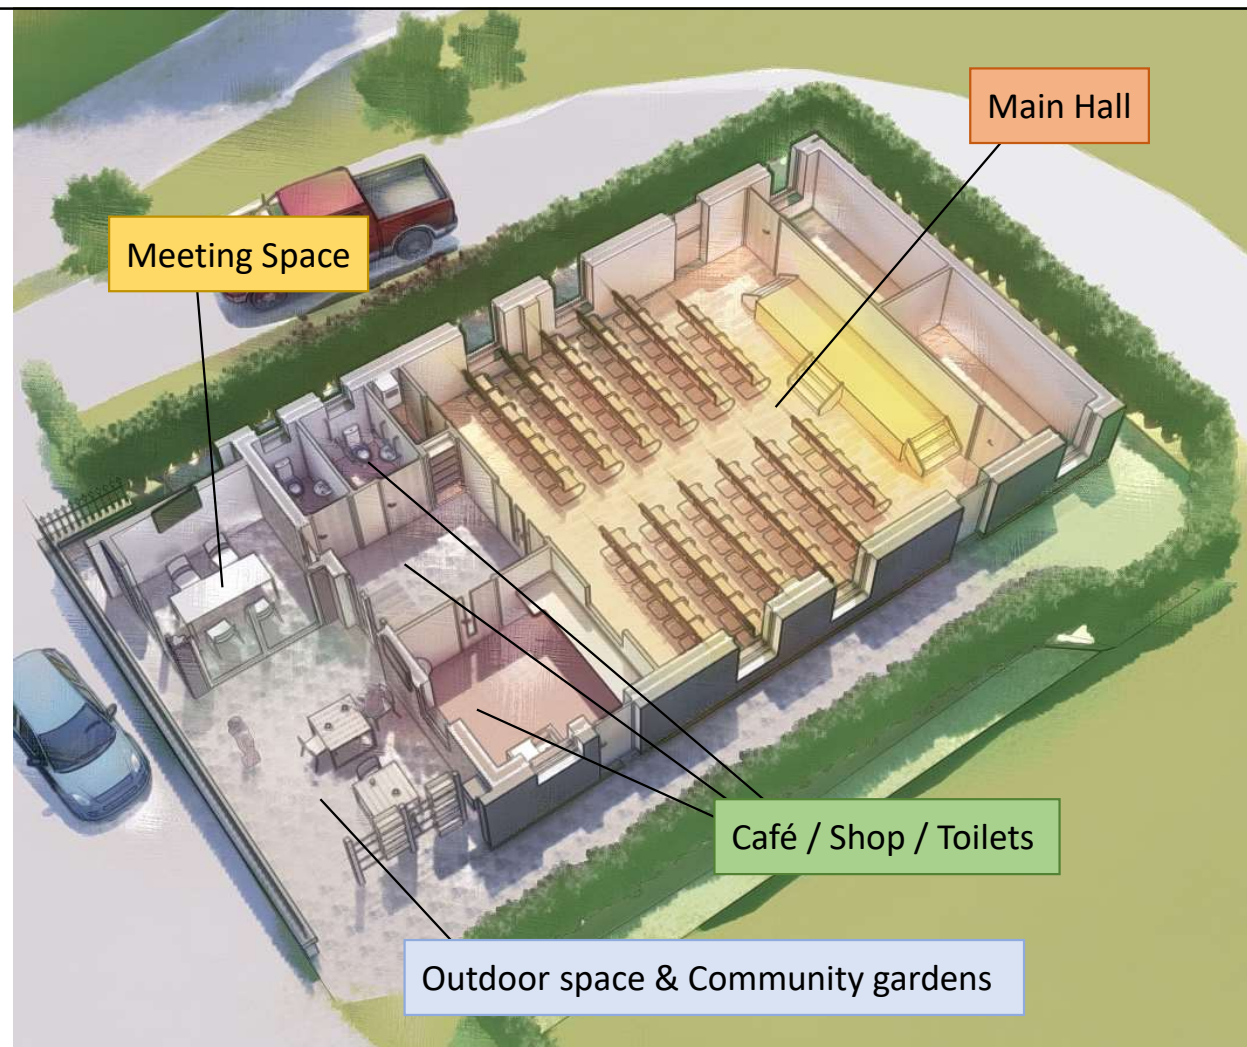 Main Hall
Meeting Space
Café / Shop / Toilets
Outdoor space & Community gardens